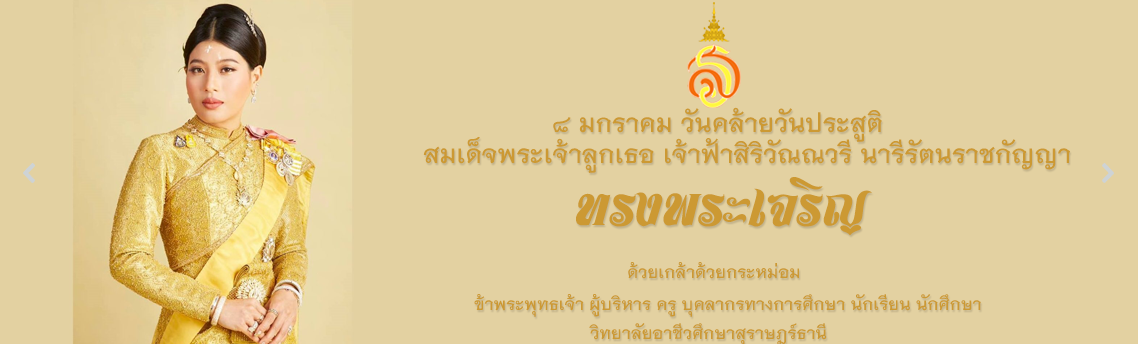 ๘ มกราคม วันคล้ายวันประสูติ
สมเด็จพระเจ้าลูกเธอ เจ้าฟ้าสิริวัณณวรี นารีรัตนราชกัญญา
ทรงพระเจริญ
ด้วยเกล้าด้วยกระหม่อม
ข้าพระพุทธเจ้า ผู้บริหาร ครู บุคลากรทางการศึกษา นักเรียน นักศึกษา
วิทยาลัยอาชีวศึกษาสุราษฎร์ธานี